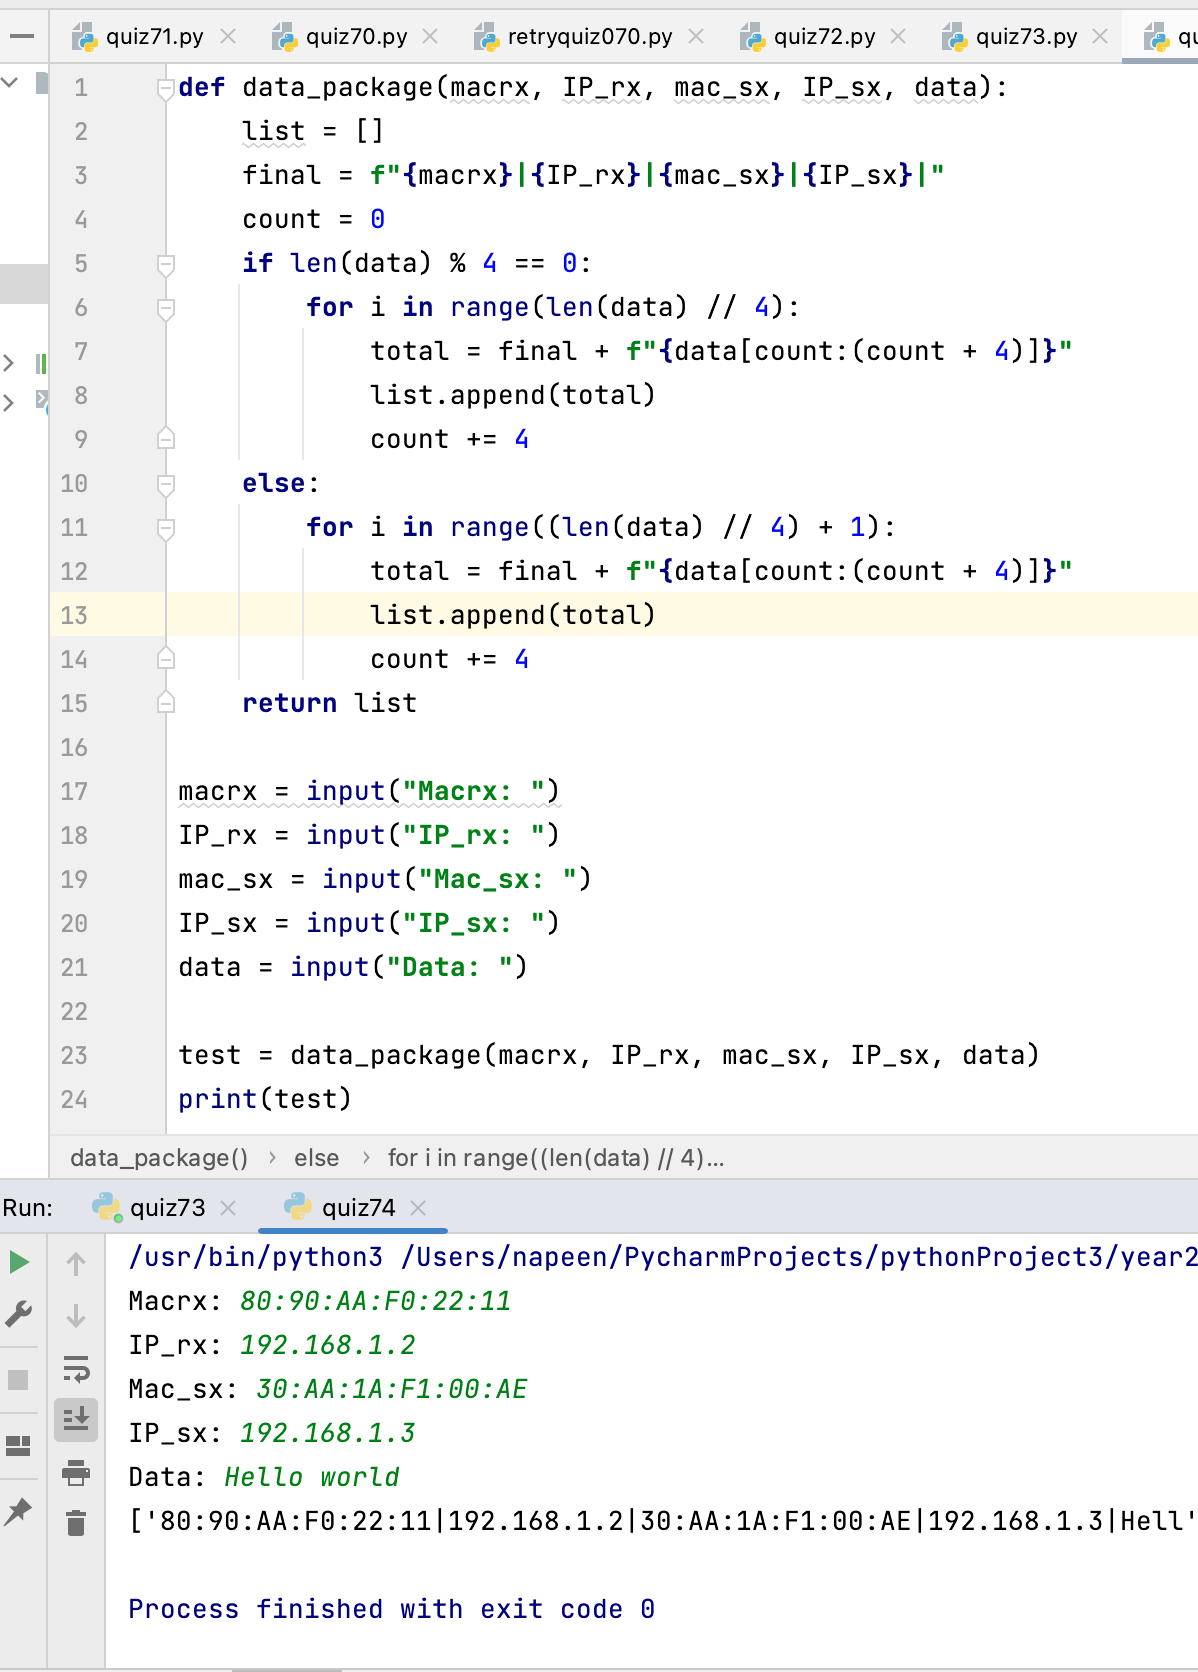 quiz71.py quiz70.py retryquiz070.py quiz72.py quiz73.py
1 def data_package(macrx, IP_rx, mac_sx, IP_sx, data):
2 list = []
3 final = f"{macrx}|{IP_rx}|{mac_sx}|{IP_sx}|"
4 count = 0
5 if len(data) % 4 == 0:
6 for i in range(len(data) // 4):
7 total = final + f"{data[count:(count + 4)]}"
8 list.append(total)
9 count += 4
10 else:
11 for i in range((len(data) // 4) + 1):
12 total = final + f"{data[count:(count + 4)]}"
13 list.append(total)
14 count += 4
15 return list
16
17 macrx = input("Macrx: ")
18 IP_rx = input("IP_rx: ")
19 mac_sx = input("Mac_sx: ")
20 IP_sx = input("IP_sx: ")
21 data = input("Data: ")
22
23 test = data_package(macrx, IP_rx, mac_sx, IP_sx, data)
24 print(test)
data_package() › else › for i in range((len(data) // 4)...
Run: quiz73 quiz74
/usr/bin/python3 /Users/napeen/PycharmProjects/pythonProject3/year2
Macrx: 80:90:AA:F0:22:11
IP_rx: 192.168.1.2
Mac_sx: 30:AA:1A:F1:00:AE
IP_sx: 192.168.1.3
Data: Hello world
['80:90:AA:F0:22:11|192.168.1.2|30:AA:1A:F1:00:AE|192.168.1.3|Hell'
Process finished with exit code 0